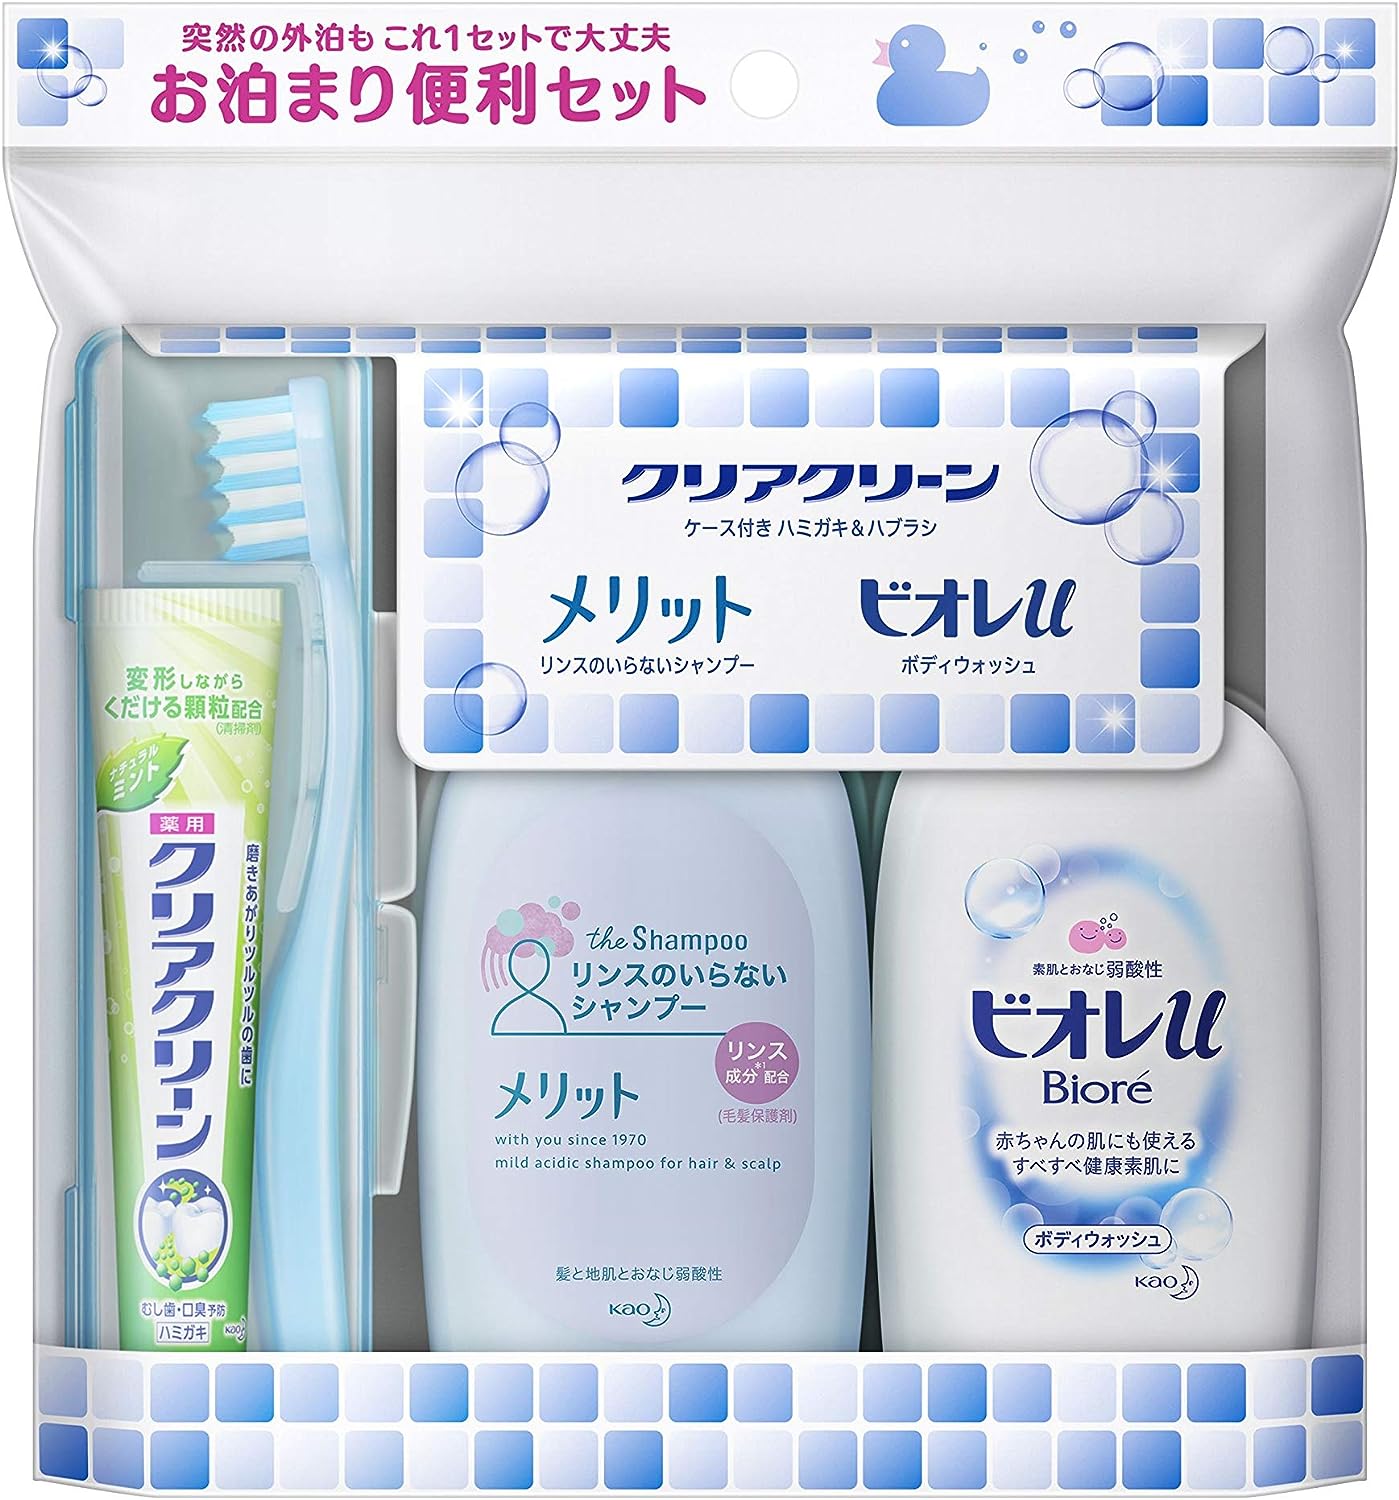 突然の外泊も これ1セットで大丈夫
お泊まり便利セット
クリアクリーン
ケース付き ハミガキ&ハブラシ
メリット
リンスのいらないシャンプー
ビオレu
ボディウォッシュ
変形しながら
くだける顆粒配合
(清掃剤)
ナチュラル
ミント
薬用
クリアクリーン
磨きあがりツルツルの歯に
むし歯・口臭予防
ハミガキ
Kao
the Shampoo
リンスのいらない
シャンプー
リンス
成分*1配合
(毛髪保護剤)
メリット
with you since 1970
mild acidic shampoo for hair & scalp
髪と地肌とおなじ弱酸性
Kao
素肌とおなじ弱酸性
ビオレu
Bioré
赤ちゃんの肌にも使える
すべすべ健康素肌に
ボディウォッシュ
Kao